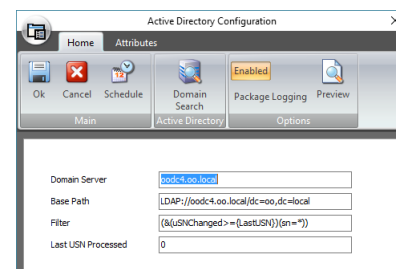 Active Directory Configuration
Home Attributes
Enabled
Ok Cancel Schedule Domain Search Package Logging Preview
Main Active Directory Options
Domain Server oodc4.oo.local
Base Path LDAP://oodc4.oo.local/dc=oo,dc=local
Filter (&(uSNChanged>={LastUSN})(sn=*))
Last USN Processed 0